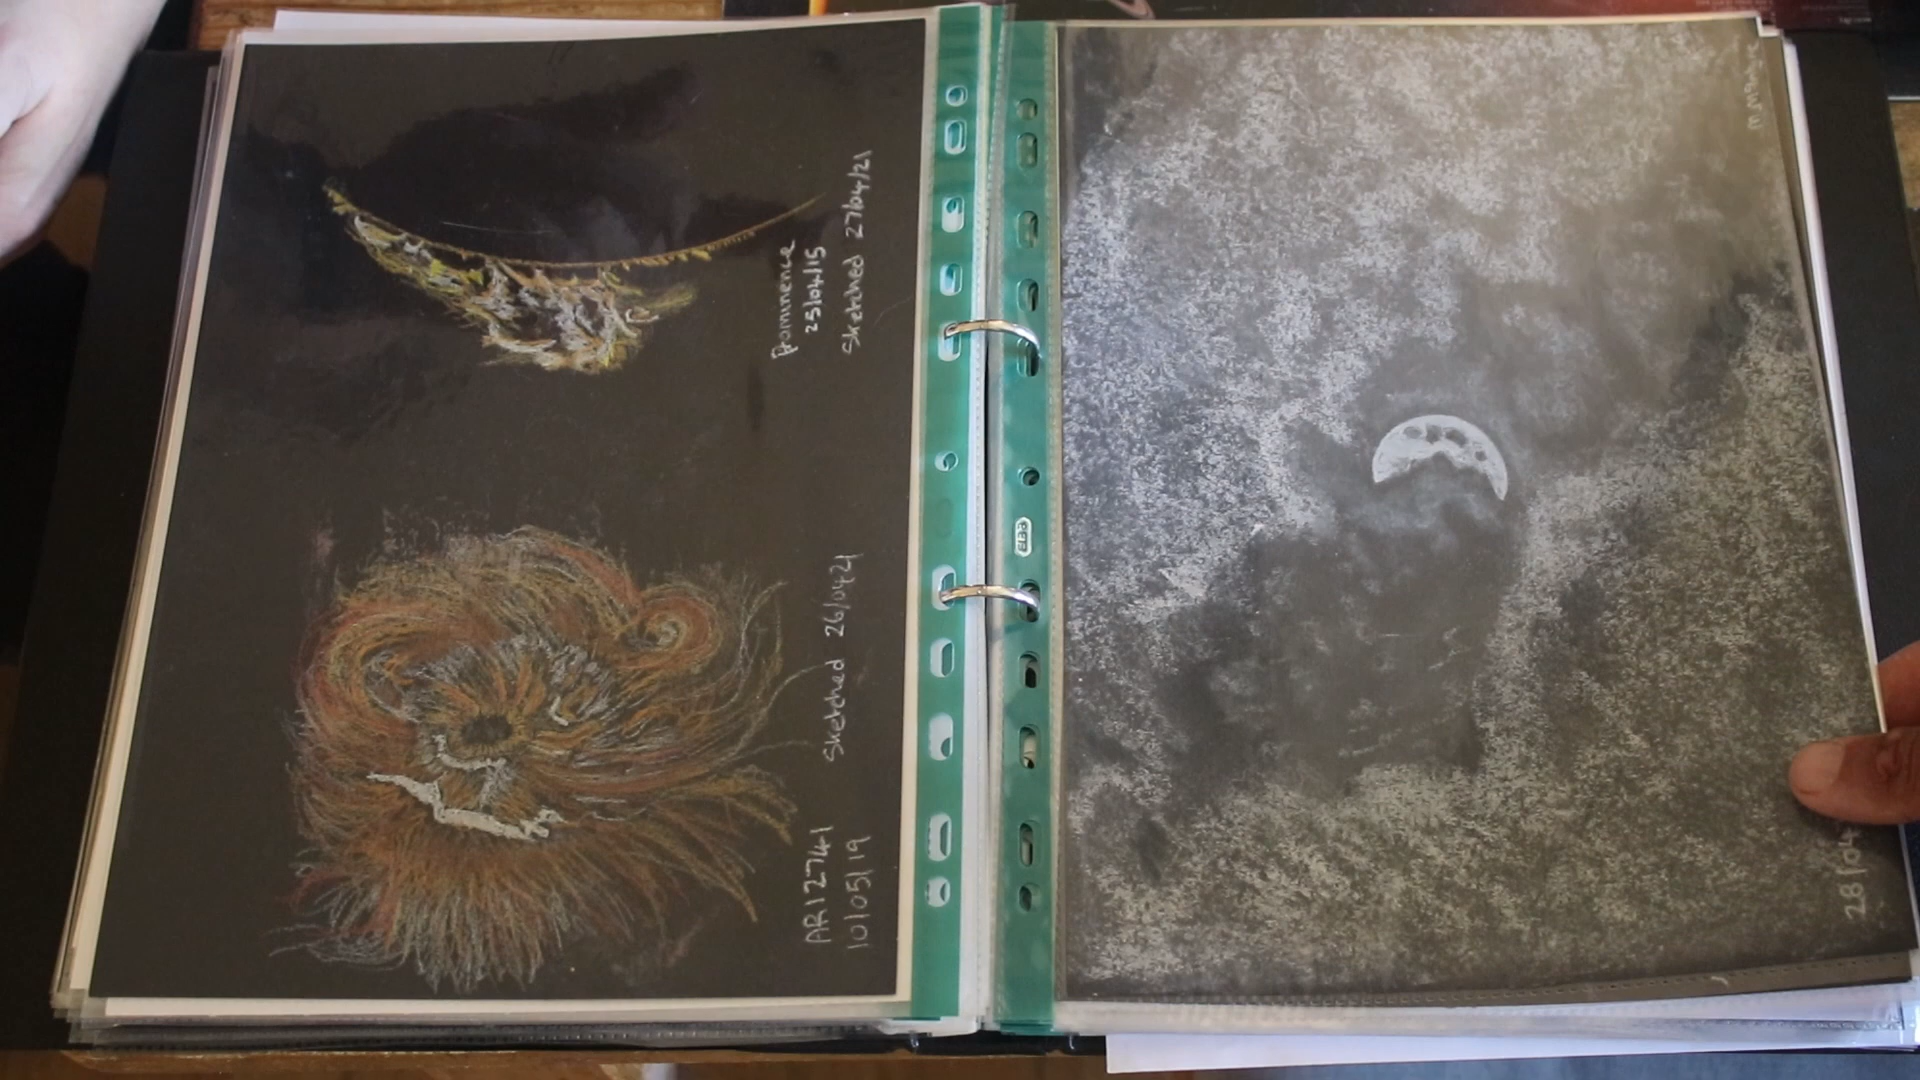 Prominence
25/04/15
Sketched 27/04/21
AR12741 Sketched 26/04/21
10/05/19
28/04